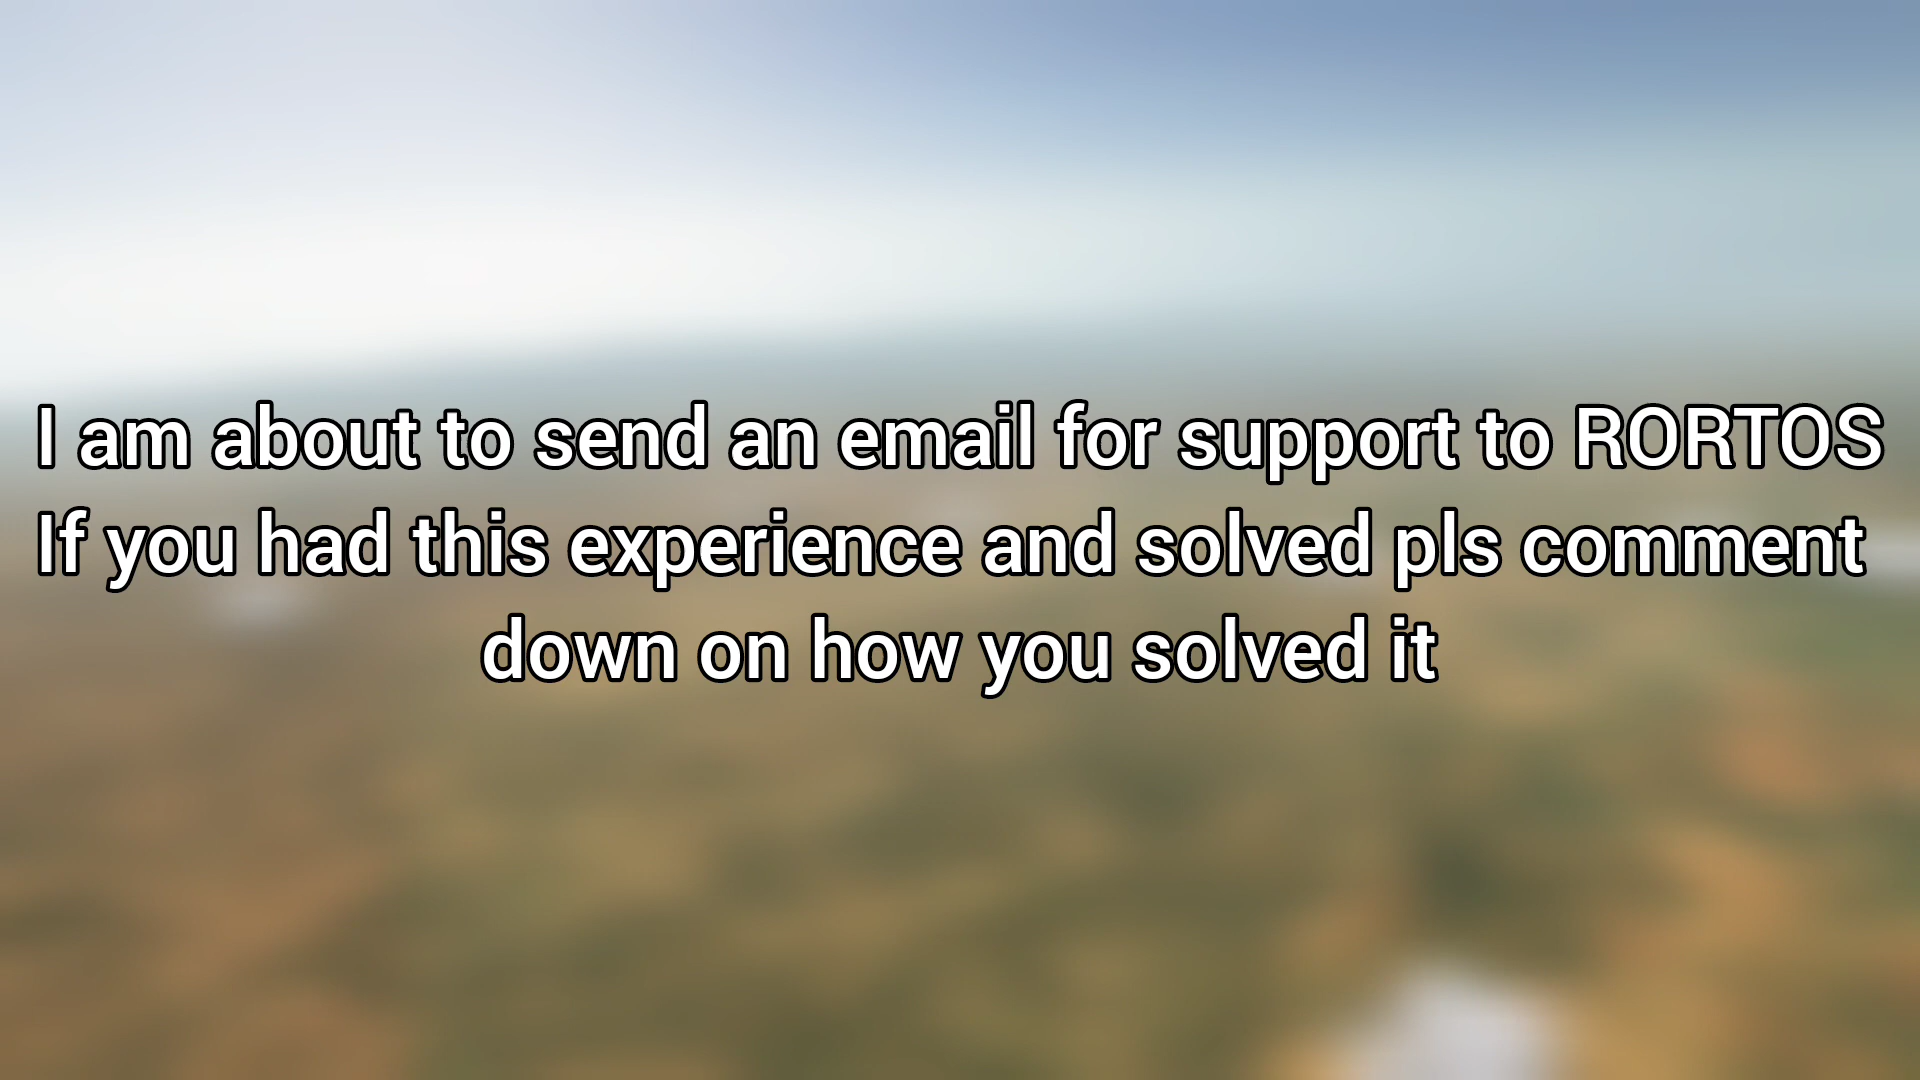 I am about to send an email for support to RORTOS
If you had this experience and solved pls comment
down on how you solved it